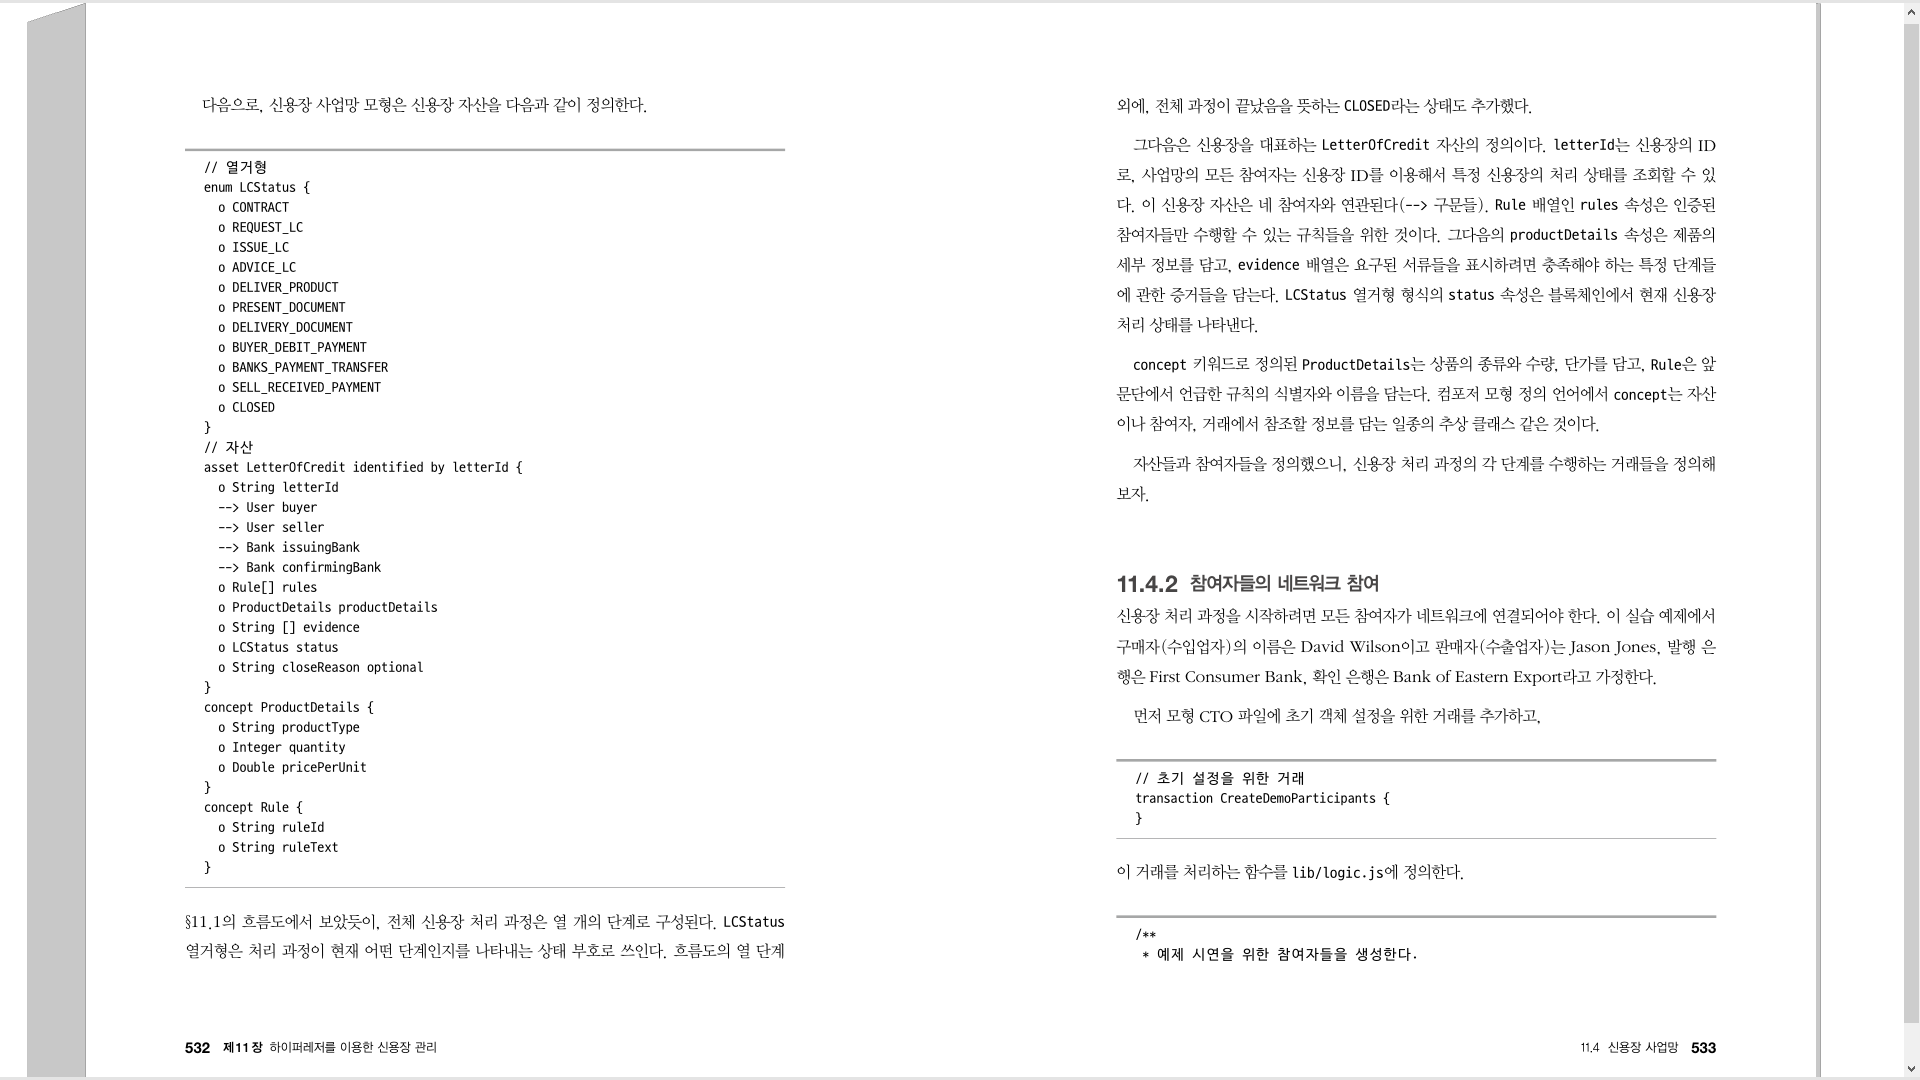 다음으로, 신용장 사업망 모형은 신용장 자산을 다음과 같이 정의한다.
// 열거형
enum LCStatus {
o CONTRACT
o REQUEST_LC
o ISSUE_LC
o ADVICE_LC
o DELIVER_PRODUCT
o PRESENT_DOCUMENT
o DELIVERY_DOCUMENT
o BUYER_DEBIT_PAYMENT
o BANKS_PAYMENT_TRANSFER
o SELL_RECEIVED_PAYMENT
o CLOSED
}
// 자산
asset LetterOfCredit identified by letterId {
o String letterId
--> User buyer
--> User seller
--> Bank issuingBank
--> Bank confirmingBank
o Rule[] rules
o ProductDetails productDetails
o String [] evidence
o LCStatus status
o String closeReason optional
}
concept ProductDetails {
o String productType
o Integer quantity
o Double pricePerUnit
}
concept Rule {
o String ruleId
o String ruleText
}
§11.1의 흐름도에서 보았듯이, 전체 신용장 처리 과정은 열 개의 단계로 구성된다. LCStatus
열거형은 처리 과정이 현재 어떤 단계인지를 나타내는 상태 부호로 쓰인다. 흐름도의 열 단계
532 제11장 하이퍼레저를 이용한 신용장 관리
외에, 전체 과정이 끝났음을 뜻하는 CLOSED라는 상태도 추가했다.
그다음은 신용장을 대표하는 LetterOfCredit 자산의 정의이다. letterId는 신용장의 ID
로, 사업망의 모든 참여자는 신용장 ID를 이용해서 특정 신용장의 처리 상태를 조회할 수 있
다. 이 신용장 자산은 네 참여자와 연관된다(--> 구문들). Rule 배열인 rules 속성은 인증된
참여자들만 수행할 수 있는 규칙들을 위한 것이다. 그다음의 productDetails 속성은 제품의
세부 정보를 담고, evidence 배열은 요구된 서류들을 표시하려면 충족해야 하는 특정 단계들
에 관한 증거들을 담는다. LCStatus 열거형 형식의 status 속성은 블록체인에서 현재 신용장
처리 상태를 나타낸다.
concept 키워드로 정의된 ProductDetails는 상품의 종류와 수량, 단가를 담고, Rule은 앞
문단에서 언급한 규칙의 식별자와 이름을 담는다. 컴포저 모형 정의 언어에서 concept는 자산
이나 참여자, 거래에서 참조할 정보를 담는 일종의 추상 클래스 같은 것이다.
자산들과 참여자들을 정의했으니, 신용장 처리 과정의 각 단계를 수행하는 거래들을 정의해
보자.
11.4.2 참여자들의 네트워크 참여
신용장 처리 과정을 시작하려면 모든 참여자가 네트워크에 연결되어야 한다. 이 실습 예제에서
구매자(수입업자)의 이름은 David Wilson이고 판매자(수출업자)는 Jason Jones, 발행 은
행은 First Consumer Bank, 확인 은행은 Bank of Eastern Export라고 가정한다.
먼저 모형 CTO 파일에 초기 객체 설정을 위한 거래를 추가하고,
// 초기 설정을 위한 거래
transaction CreateDemoParticipants {
}
이 거래를 처리하는 함수를 lib/logic.js에 정의한다.
/**
* 예제 시연을 위한 참여자들을 생성한다.
11.4 신용장 사업망 533